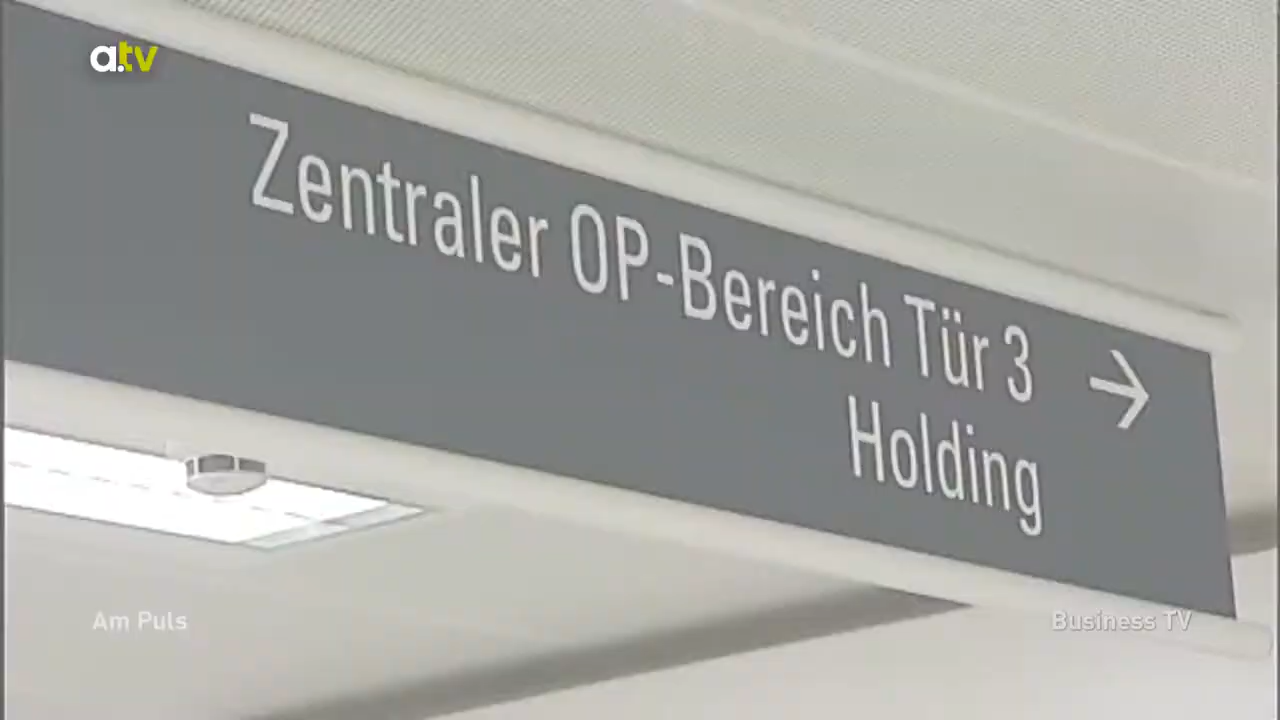 a.tv
Zentraler OP-Bereich Tür 3 →
Holding
Am Puls
Business TV